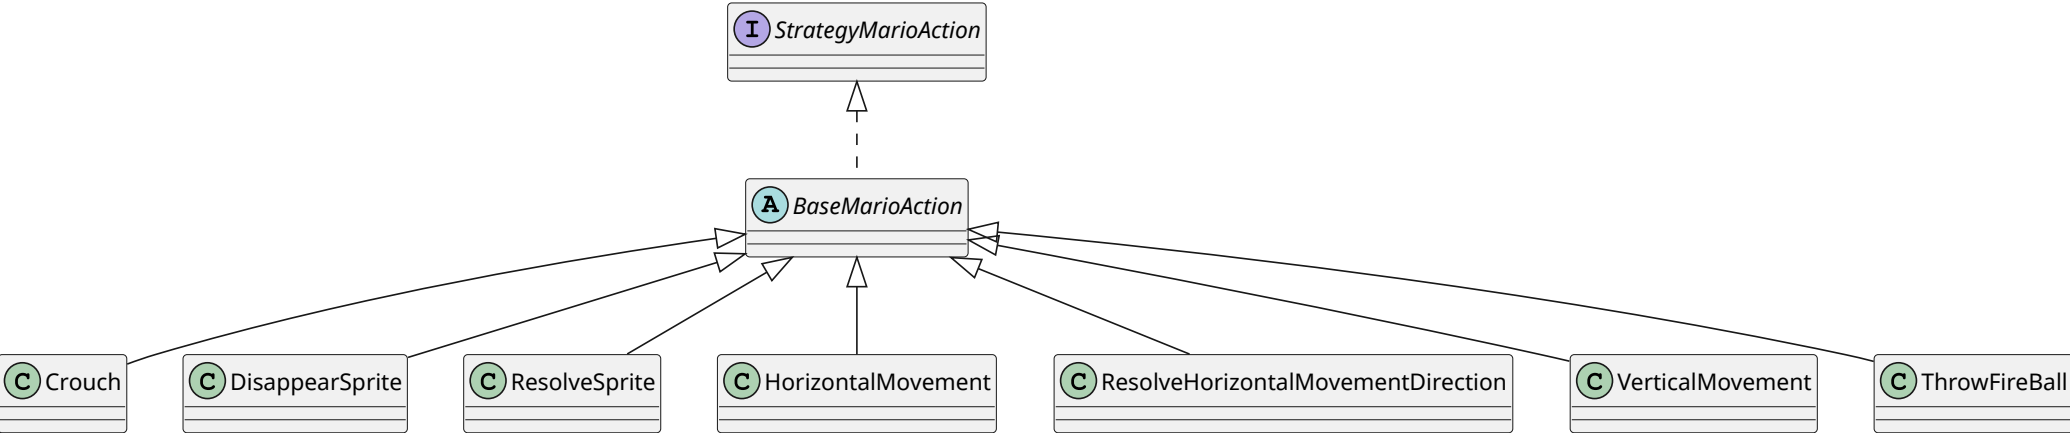 I StrategyMarioAction
A BaseMarioAction
C Crouch
C DisappearSprite
C ResolveSprite
C HorizontalMovement
C ResolveHorizontalMovementDirection
C VerticalMovement
C ThrowFireBall